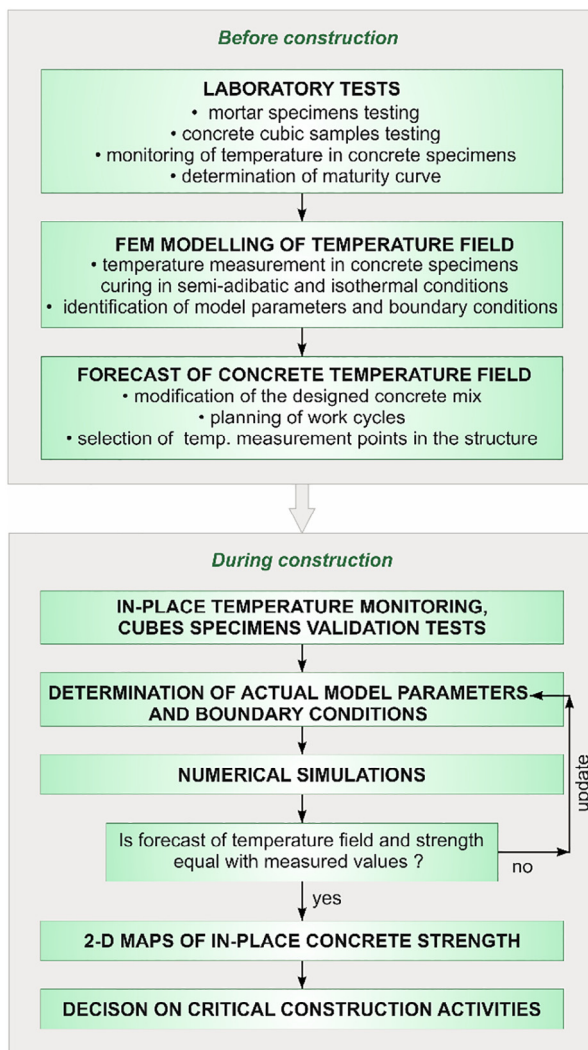 Before construction
LABORATORY TESTS
• mortar specimens testing
• concrete cubic samples testing
• monitoring of temperature in concrete specimens
• determination of maturity curve
FEM MODELLING OF TEMPERATURE FIELD
• temperature measurement in concrete specimens
curing in semi-adibatic and isothermal conditions
• identification of model parameters and boundary conditions
FORECAST OF CONCRETE TEMPERATURE FIELD
• modification of the designed concrete mix
• planning of work cycles
• selection of temp. measurement points in the structure
During construction
IN-PLACE TEMPERATURE MONITORING,
CUBES SPECIMENS VALIDATION TESTS
DETERMINATION OF ACTUAL MODEL PARAMETERS
AND BOUNDARY CONDITIONS
NUMERICAL SIMULATIONS
update
Is forecast of temperature field and strength
equal with measured values ?
no
yes
2-D MAPS OF IN-PLACE CONCRETE STRENGTH
DECISON ON CRITICAL CONSTRUCTION ACTIVITIES